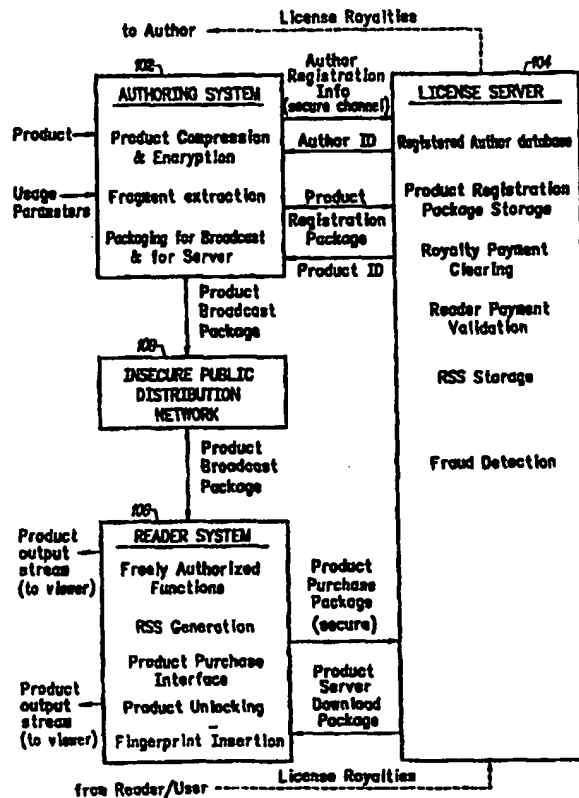 License Royalties
to Author
102
AUTHORING SYSTEM
Product Compression
& Encryption
Fragment extraction
Packaging for Broadcast
& for Server
Product
Usage
Parameters
Author
Registration
Info
(secure channel)
Author ID
Product
Registration
Package
Product ID
104
LICENSE SERVER
Registered Author database
Product Registration
Package Storage
Royalty Payment
Clearing
Reader Payment
Validation
RSS Storage
Fraud Detection
Product
Broadcast
Package
108
INSECURE PUBLIC
DISTRIBUTION
NETWORK
Product
Broadcast
Package
106
READER SYSTEM
Freely Authorized
Functions
RSS Generation
Product Purchase
Interface
Product Unlocking
Fingerprint Insertion
Product
output
stream
(to viewer)
Product
output
stream
(to viewer)
Product
Purchase
Package
(secure)
Product
Server
Download
Package
License Royalties
from Reader/User